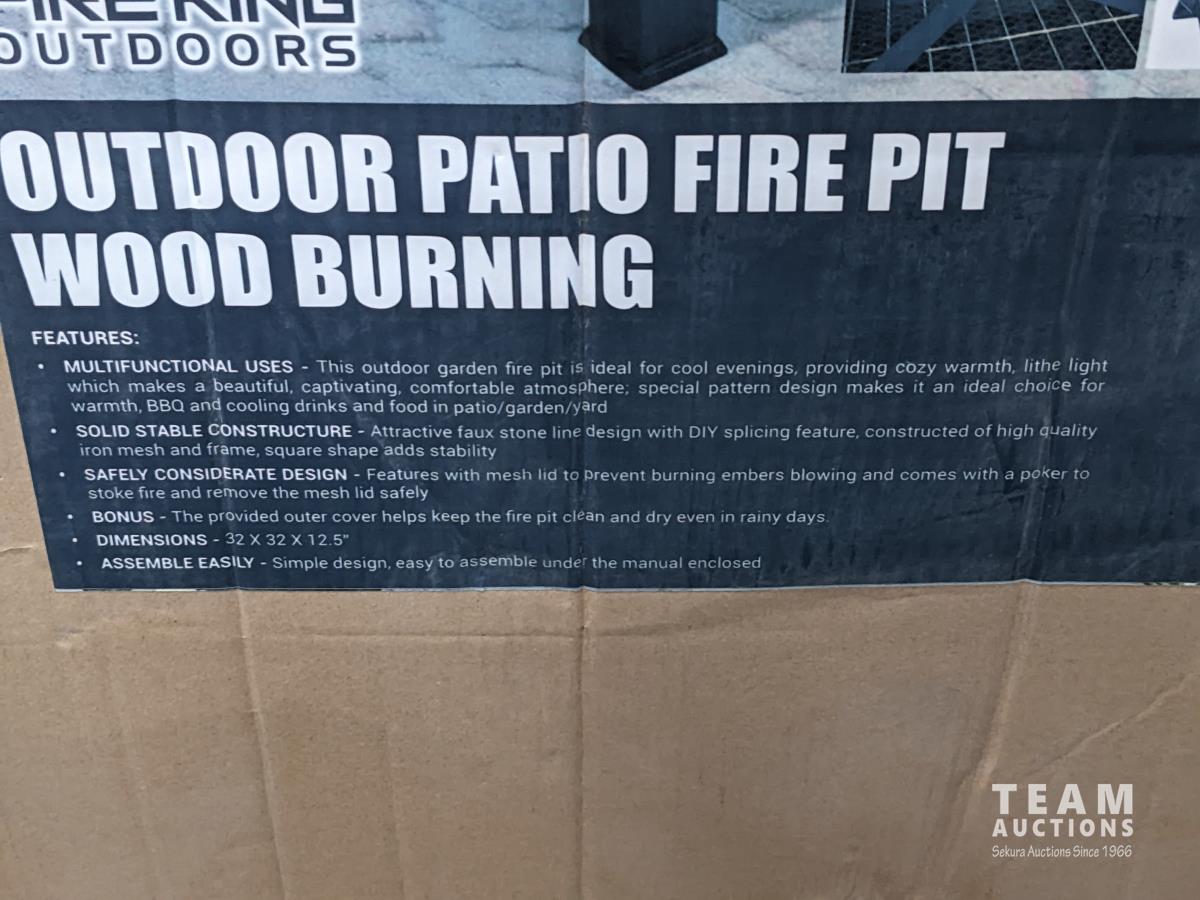 FIRE KING
OUTDOORS
OUTDOOR PATIO FIRE PIT
WOOD BURNING
FEATURES:
• MULTIFUNCTIONAL USES - This outdoor garden fire pit is ideal for cool evenings, providing cozy warmth, lithe light
which makes a beautiful, captivating, comfortable atmosphere; special pattern design makes it an ideal choice for
warmth, BBQ and cooling drinks and food in patio/garden/yard
• SOLID STABLE CONSTRUCTURE - Attractive faux stone line design with DIY splicing feature, constructed of high quality
iron mesh and frame, square shape adds stability
• SAFELY CONSIDERATE DESIGN - Features with mesh lid to prevent burning embers blowing and comes with a poker to
stoke fire and remove the mesh lid safely
• BONUS - The provided outer cover helps keep the fire pit clean and dry even in rainy days.
• DIMENSIONS - 32 X 32 X 12.5"
• ASSEMBLE EASILY - Simple design, easy to assemble under the manual enclosed
TEAM
AUCTIONS
Sekura Auctions Since 1966